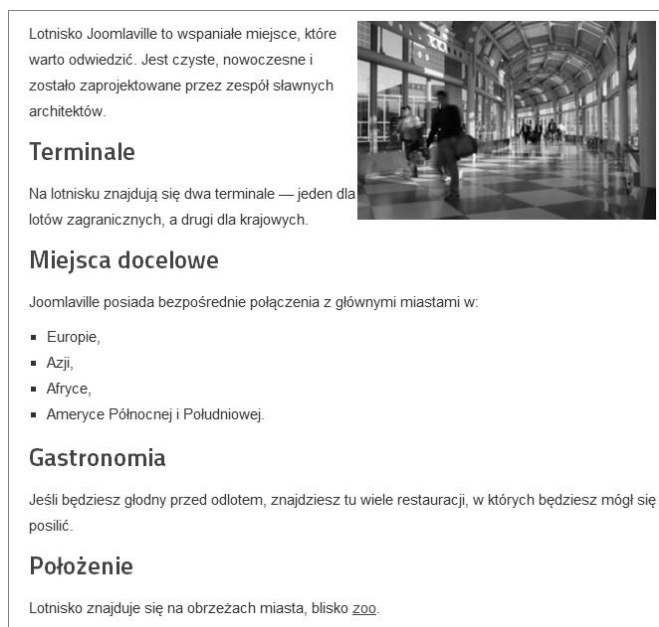 Lotnisko Joomlaville to wspaniałe miejsce, które
warto odwiedzić. Jest czyste, nowoczesne i
zostało zaprojektowane przez zespół sławnych
architektów.
Terminale
Na lotnisku znajdują się dwa terminale — jeden dla
lotów zagranicznych, a drugi dla krajowych.
Miejsca docelowe
Joomlaville posiada bezpośrednie połączenia z głównymi miastami w:
▪ Europie,
▪ Azji,
▪ Afryce,
▪ Ameryce Północnej i Południowej.
Gastronomia
Jeśli będziesz głodny przed odlotem, znajdziesz tu wiele restauracji, w których będziesz mógł się
posilić.
Położenie
Lotnisko znajduje się na obrzeżach miasta, blisko zoo.